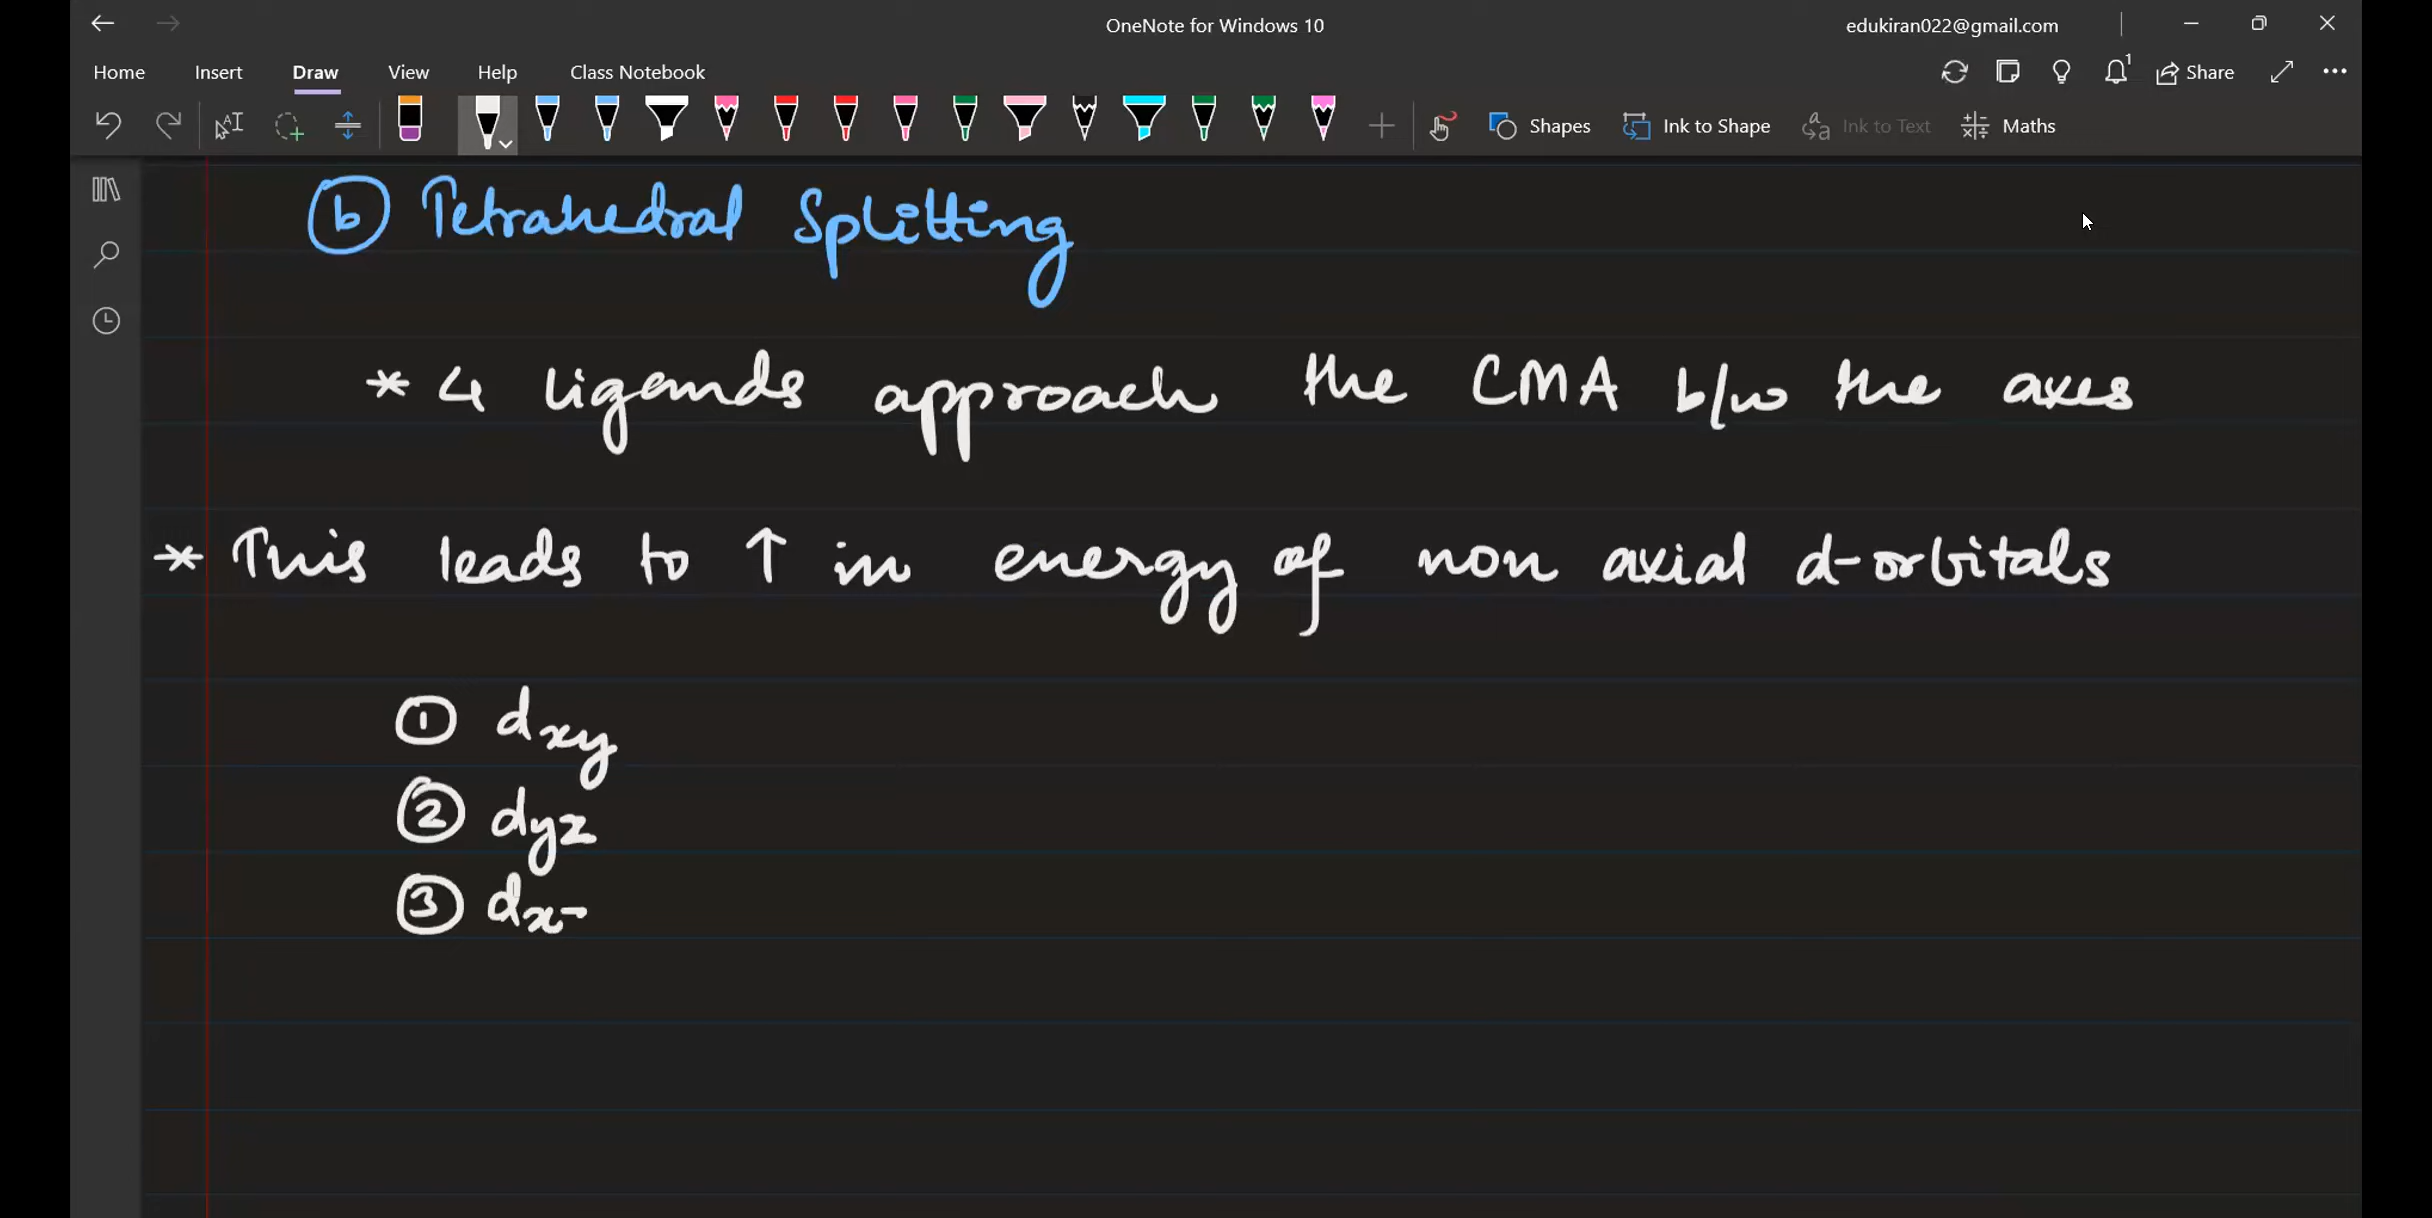 OneNote for Windows 10
edukiran022@gmail.com
Home Insert Draw View Help Class Notebook
1 Share
Shapes Ink to Shape Ink to Text Maths
ⓑ Tetrahedral Splitting
* 4 ligands approach the CMA b/w the axes
* This leads to ↑ in energy of non axial d-orbitals
① dxy
② dyz
③ dx-